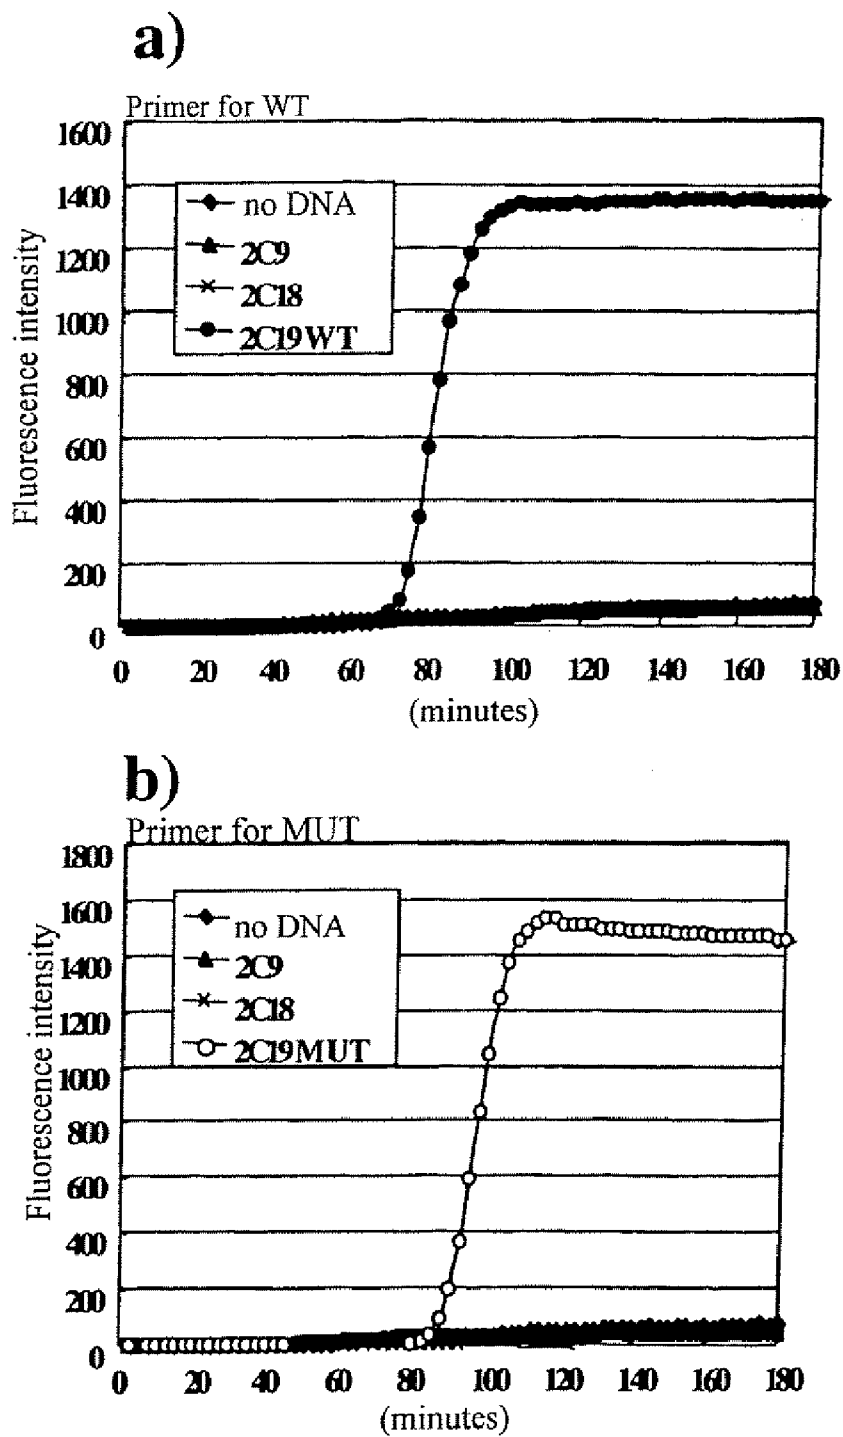 a)
Primer for WT
1600
1400
1200
1000
800
600
400
200
0
Fluorescence intensity
no DNA
2C9
2C18
2C19WT
0 20 40 60 80 100 120 140 160 180
(minutes)
b)
Primer for MUT
1800
1600
1400
1200
1000
800
600
400
200
0
Fluorescence intensity
no DNA
2C9
2C18
2C19MUT
0 20 40 60 80 100 120 140 160 180
(minutes)